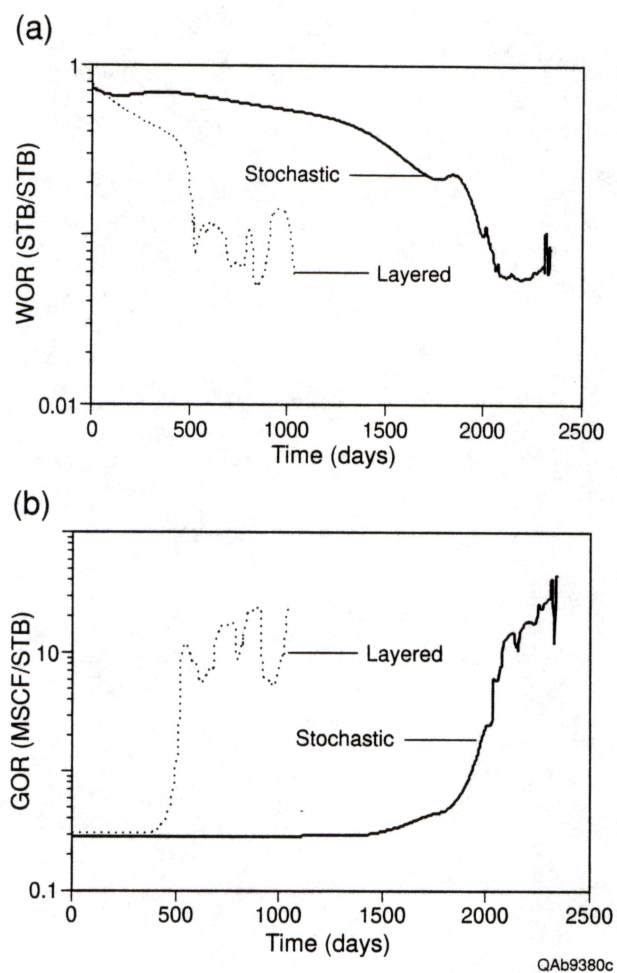 (a)
1
WOR (STB/STB)
Stochastic
Layered
0.01
0 500 1000 1500 2000 2500
Time (days)
(b)
10
GOR (MSCF/STB)
Layered
Stochastic
0.1
0 500 1000 1500 2000 2500
Time (days)
QAb9380c